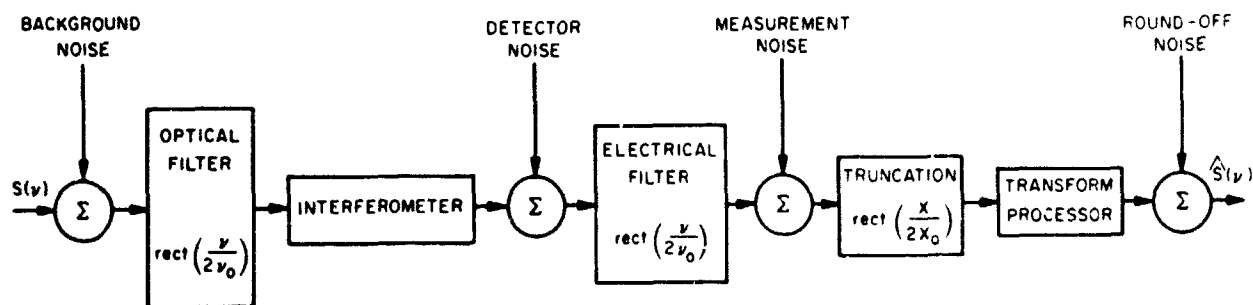 BACKGROUND
NOISE
DETECTOR
NOISE
MEASUREMENT
NOISE
ROUND-OFF
NOISE
S(ν)
Σ
OPTICAL
FILTER
rect(ν/2ν₀)
INTERFEROMETER
Σ
ELECTRICAL
FILTER
rect(ν/2ν₀)
Σ
TRUNCATION
rect(x/2x₀)
TRANSFORM
PROCESSOR
Σ
Ŝ(ν)